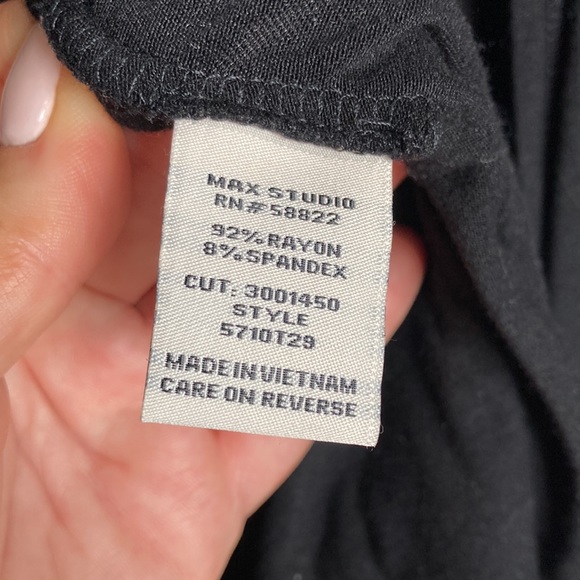 MAX STUDIO
RN#58822
92%RAYON
8%SPANDEX
CUT: 3001450
STYLE
5710T29
MADE IN VIETNAM
CARE ON REVERSE